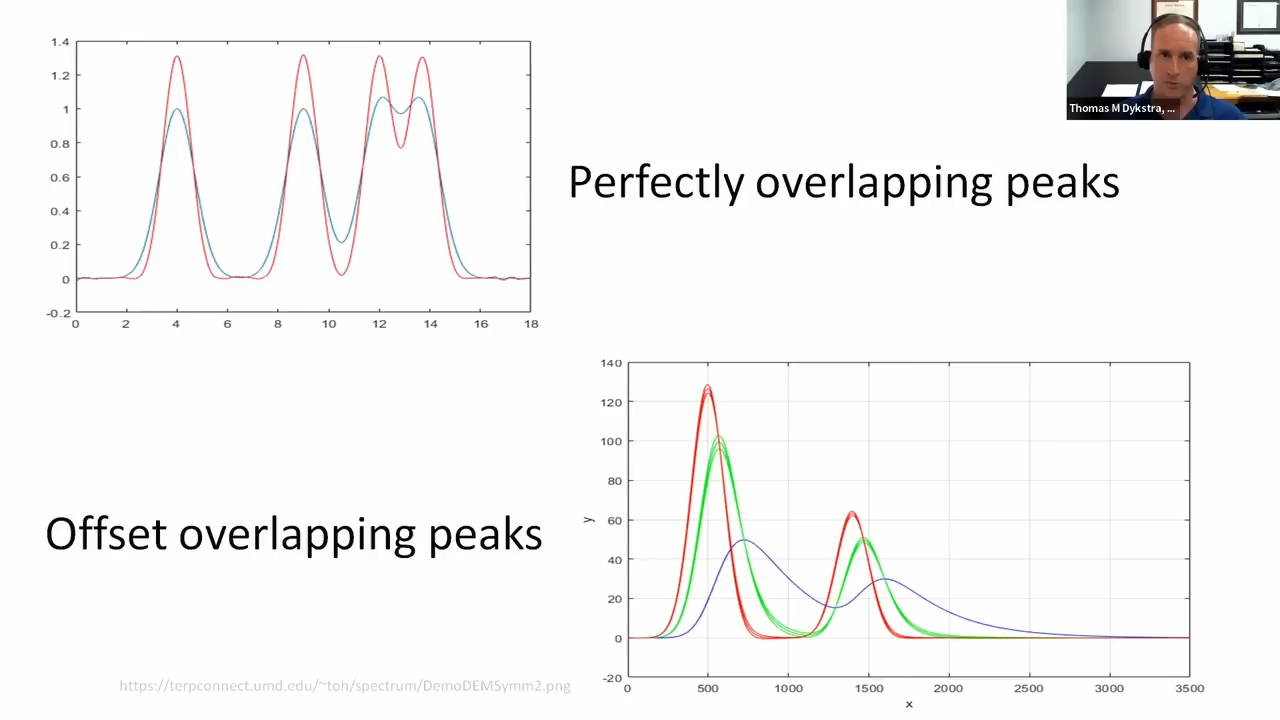 Thomas M Dykstra, ...
1.4
1.2
1
0.8
0.6
0.4
0.2
0
-0.2
0 2 4 6 8 10 12 14 16 18
Perfectly overlapping peaks
Offset overlapping peaks
140
120
100
80
60
40
20
0
-20
y
0 500 1000 1500 2000 2500 3000 3500
x
https://terpconnect.umd.edu/~toh/spectrum/DemoDEMSymm2.png